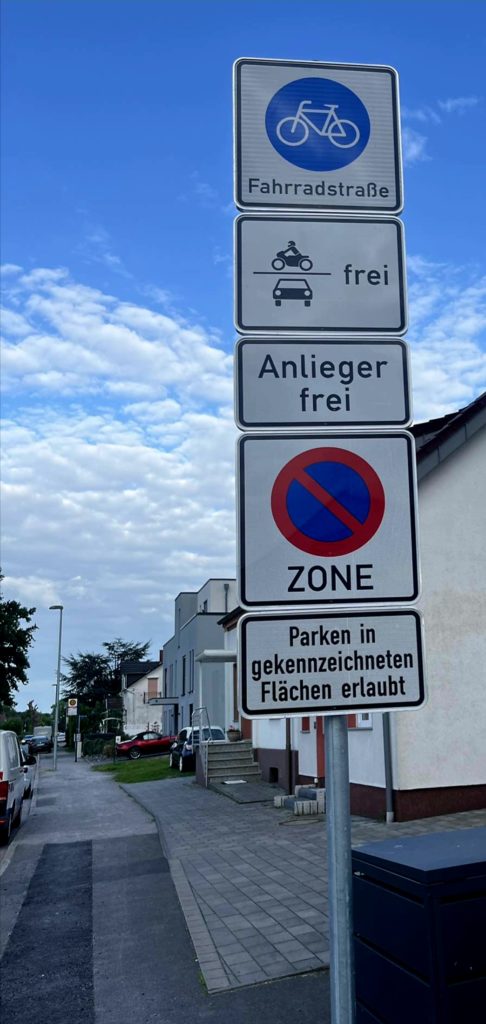 Fahrradstraße
frei
Anlieger
frei
ZONE
Parken in
gekennzeichneten
Flächen erlaubt